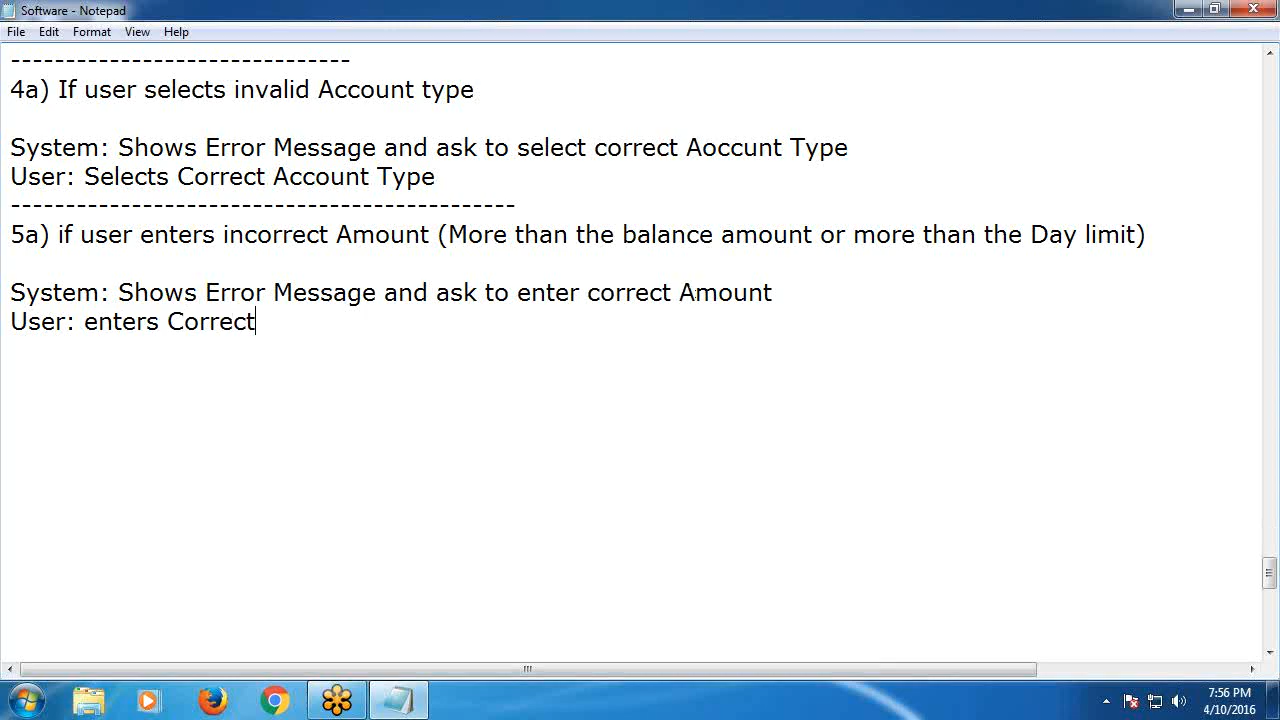 Software - Notepad
File Edit Format View Help
-------------------------------
4a) If user selects invalid Account type
System: Shows Error Message and ask to select correct Aoccunt Type
User: Selects Correct Account Type
----------------------------------------------
5a) if user enters incorrect Amount (More than the balance amount or more than the Day limit)
System: Shows Error Message and ask to enter correct Amount
User: enters Correct
7:56 PM
4/10/2016